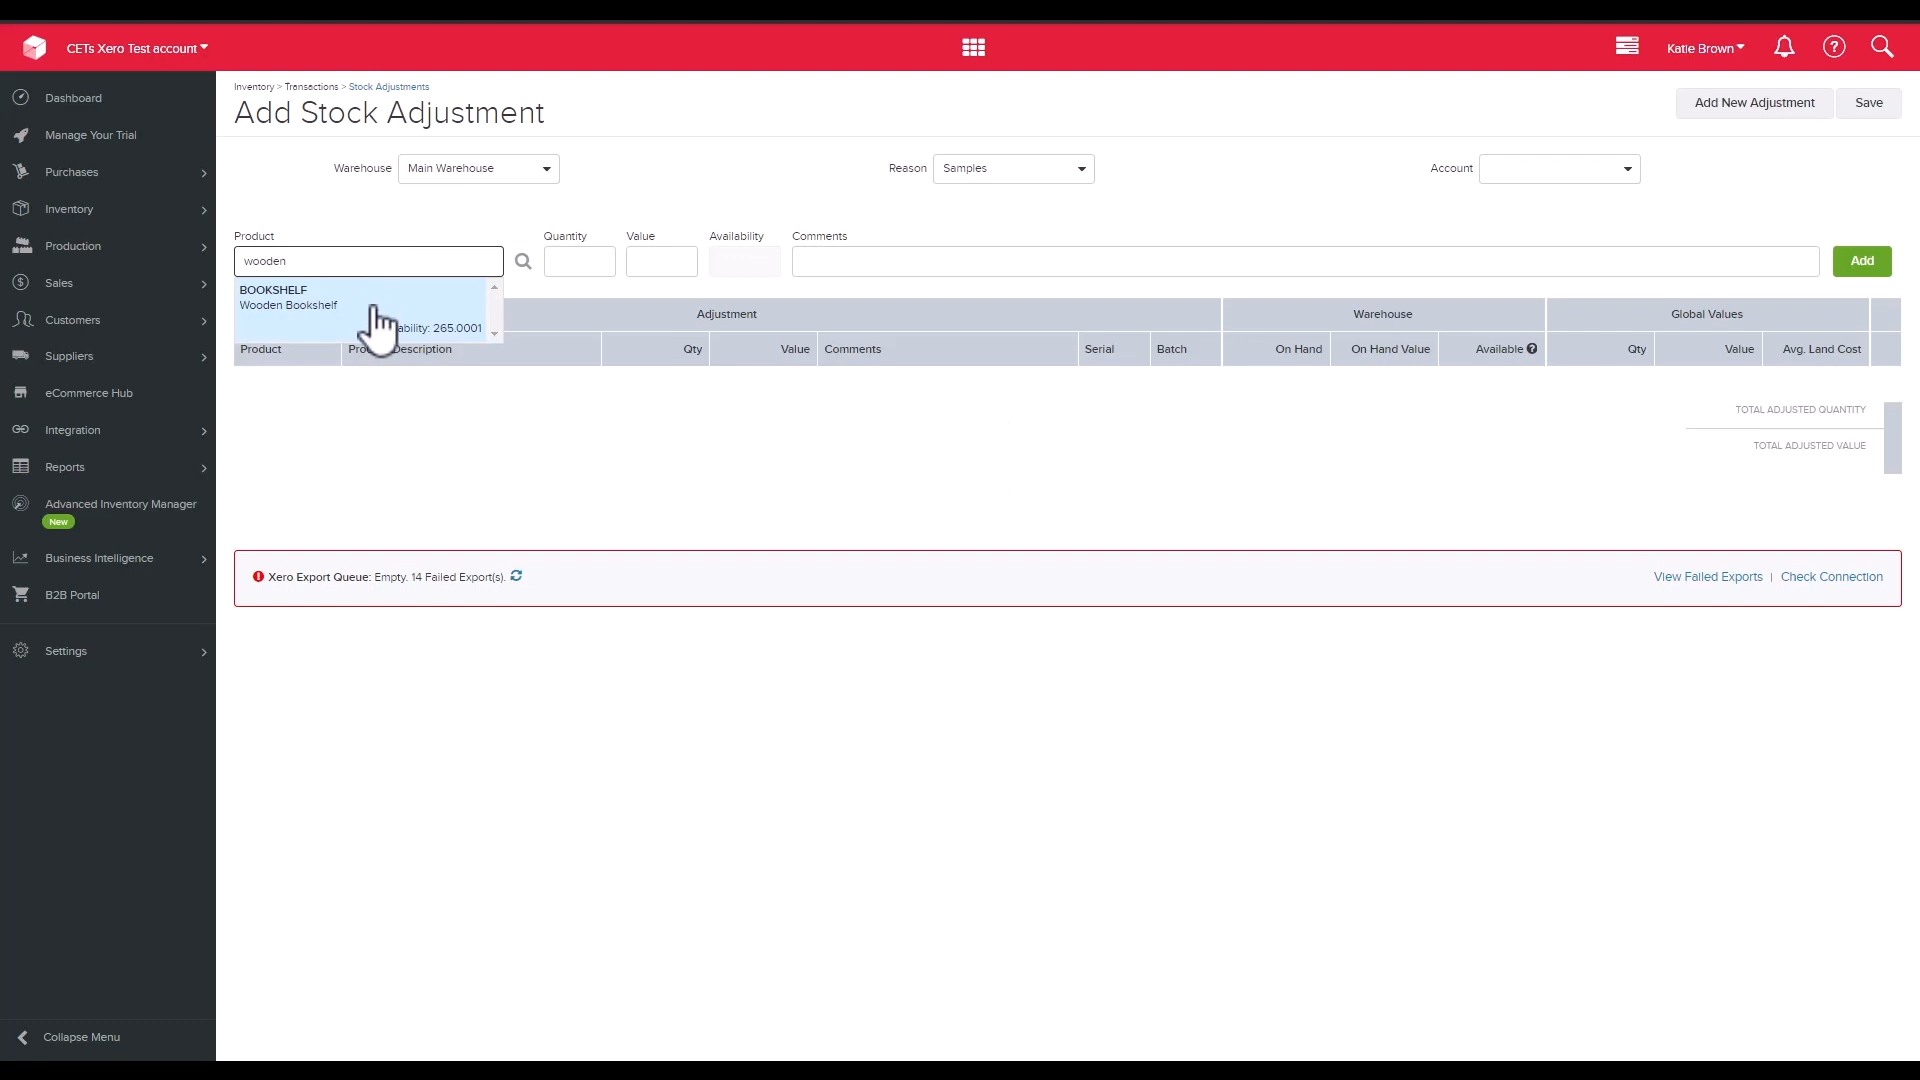 CETs Xero Test account
Katie Brown
Dashboard
Manage Your Trial
Purchases
Inventory
Production
Sales
Customers
Suppliers
eCommerce Hub
Integration
Reports
Advanced Inventory Manager
New
Business Intelligence
B2B Portal
Settings
Collapse Menu
Inventory > Transactions > Stock Adjustments
Add Stock Adjustment
Add New Adjustment Save
Warehouse Main Warehouse Reason Samples Account
Product Quantity Value Availability Comments
wooden
Add
BOOKSHELF
Wooden Bookshelf
ability: 265.0001
Adjustment Warehouse Global Values
Product Description Qty Value Comments Serial Batch On Hand On Hand Value Available Qty Value Avg. Land Cost
TOTAL ADJUSTED QUANTITY
TOTAL ADJUSTED VALUE
Xero Export Queue: Empty. 14 Failed Export(s).
View Failed Exports | Check Connection